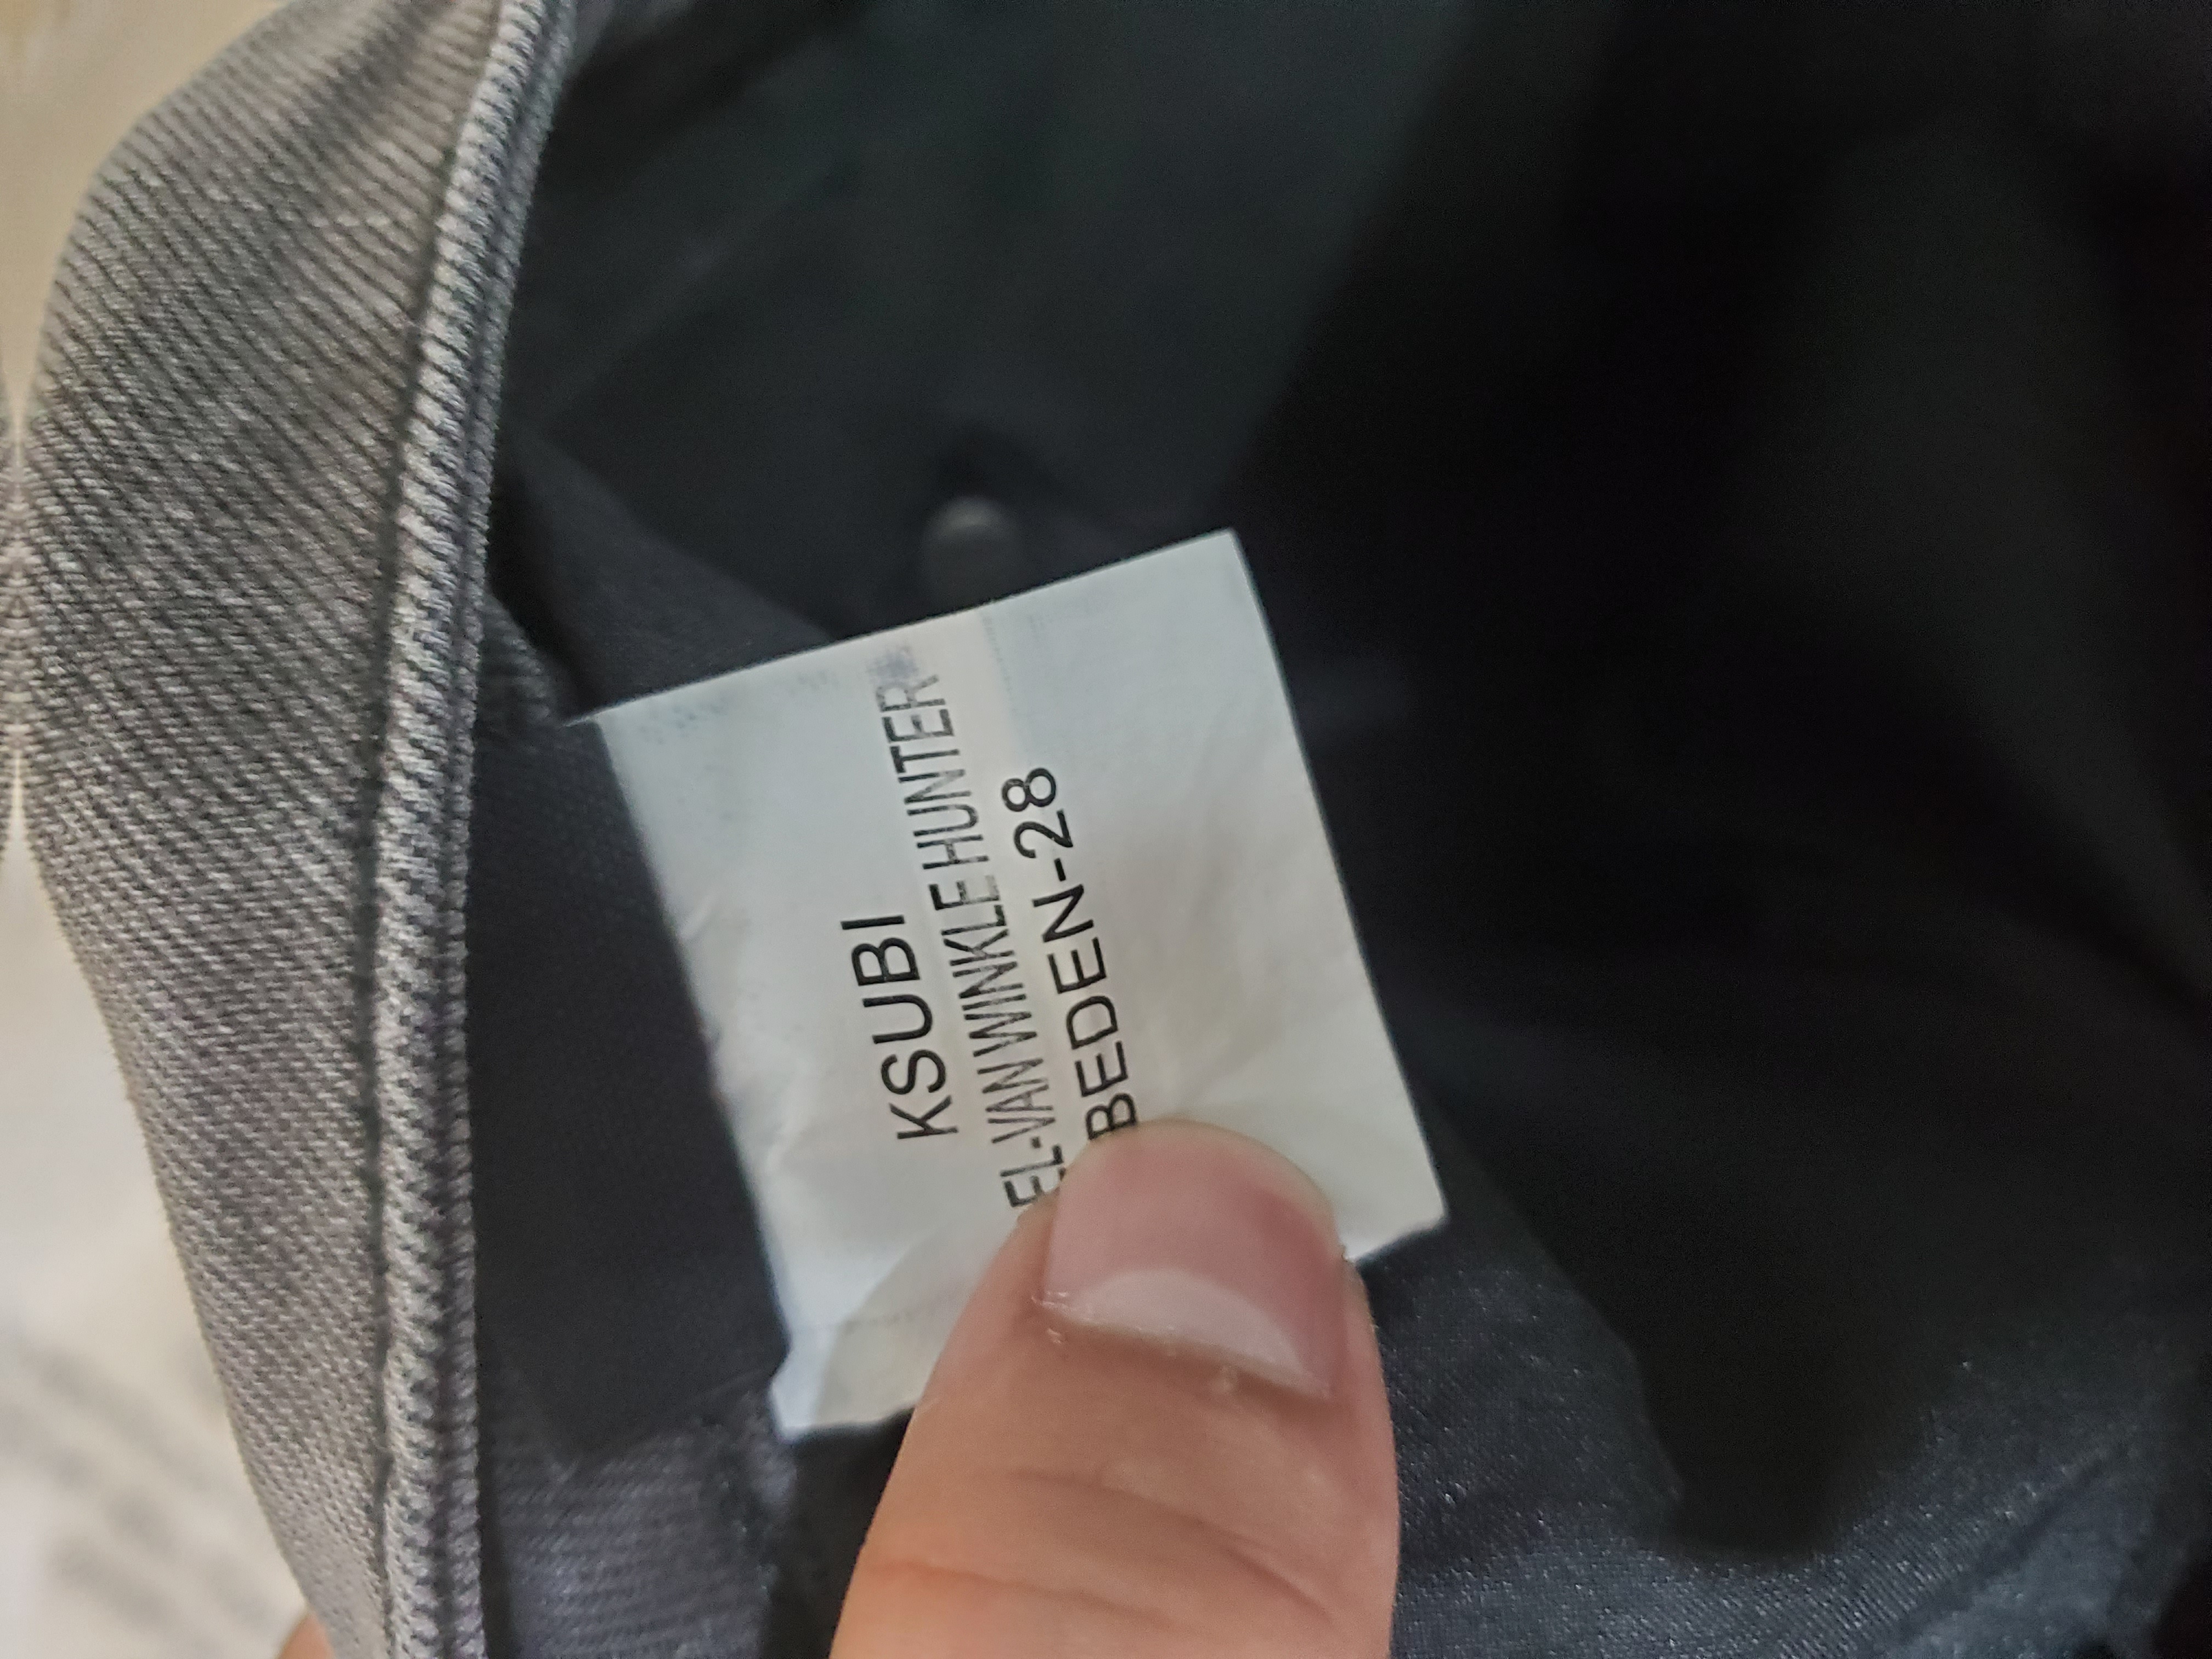 KSUBI
EL-VAN WINKLE HUNTER
BEDEN-28